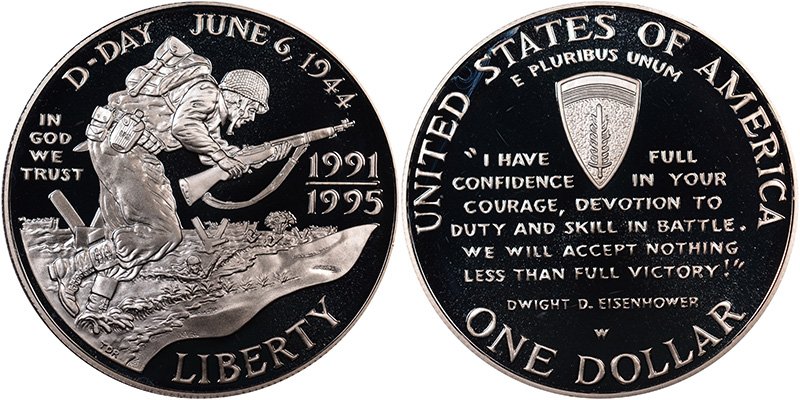 D-DAY JUNE 6, 1944
IN
GOD
WE
TRUST
1991
1995
TDR
LIBERTY
UNITED STATES OF AMERICA
E PLURIBUS UNUM
"I HAVE FULL
CONFIDENCE IN YOUR
COURAGE, DEVOTION TO
DUTY AND SKILL IN BATTLE.
WE WILL ACCEPT NOTHING
LESS THAN FULL VICTORY!"
DWIGHT D. EISENHOWER
W
ONE DOLLAR